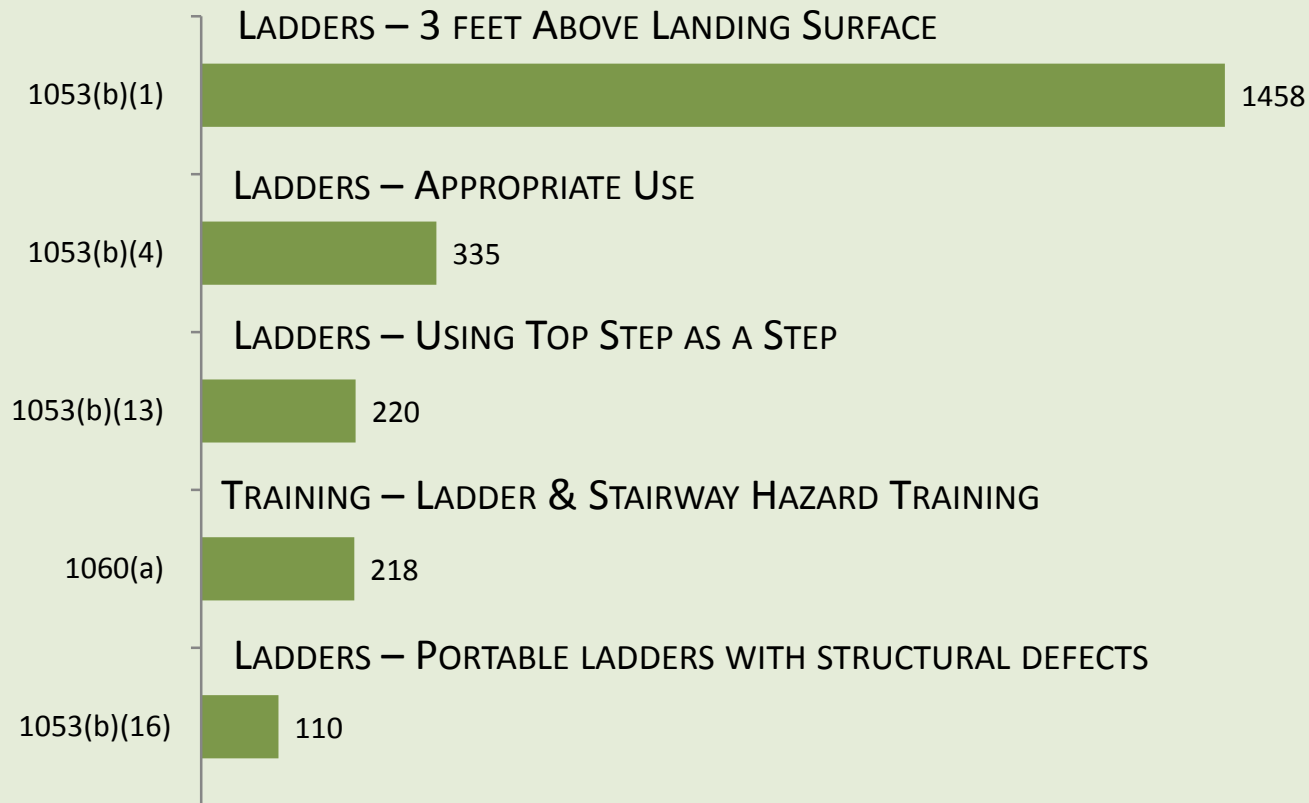 Ladders – 3 feet Above Landing Surface
1053(b)(1)
1458
Ladders – Appropriate Use
1053(b)(4)
335
Ladders – Using Top Step as a Step
1053(b)(13)
220
Training – Ladder & Stairway Hazard Training
1060(a)
218
Ladders – Portable ladders with structural defects
1053(b)(16)
110